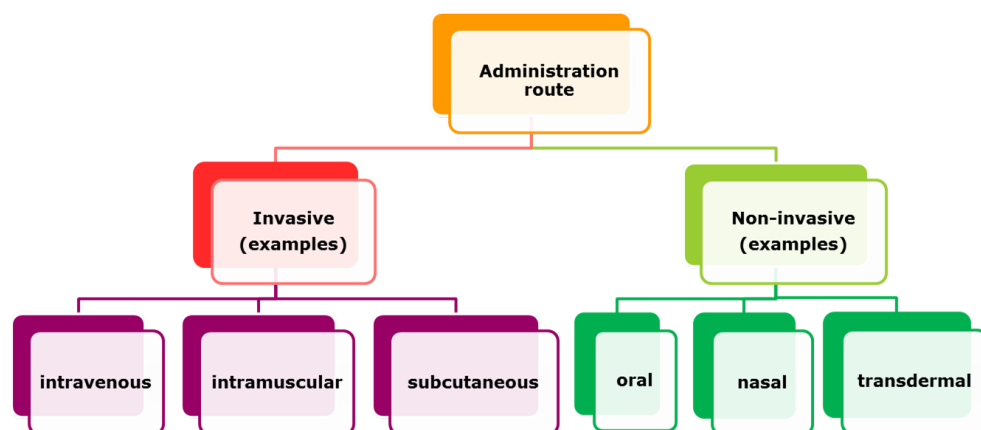 Administration
route
Invasive
(examples)
Non-invasive
(examples)
intravenous
intramuscular
subcutaneous
oral
nasal
transdermal